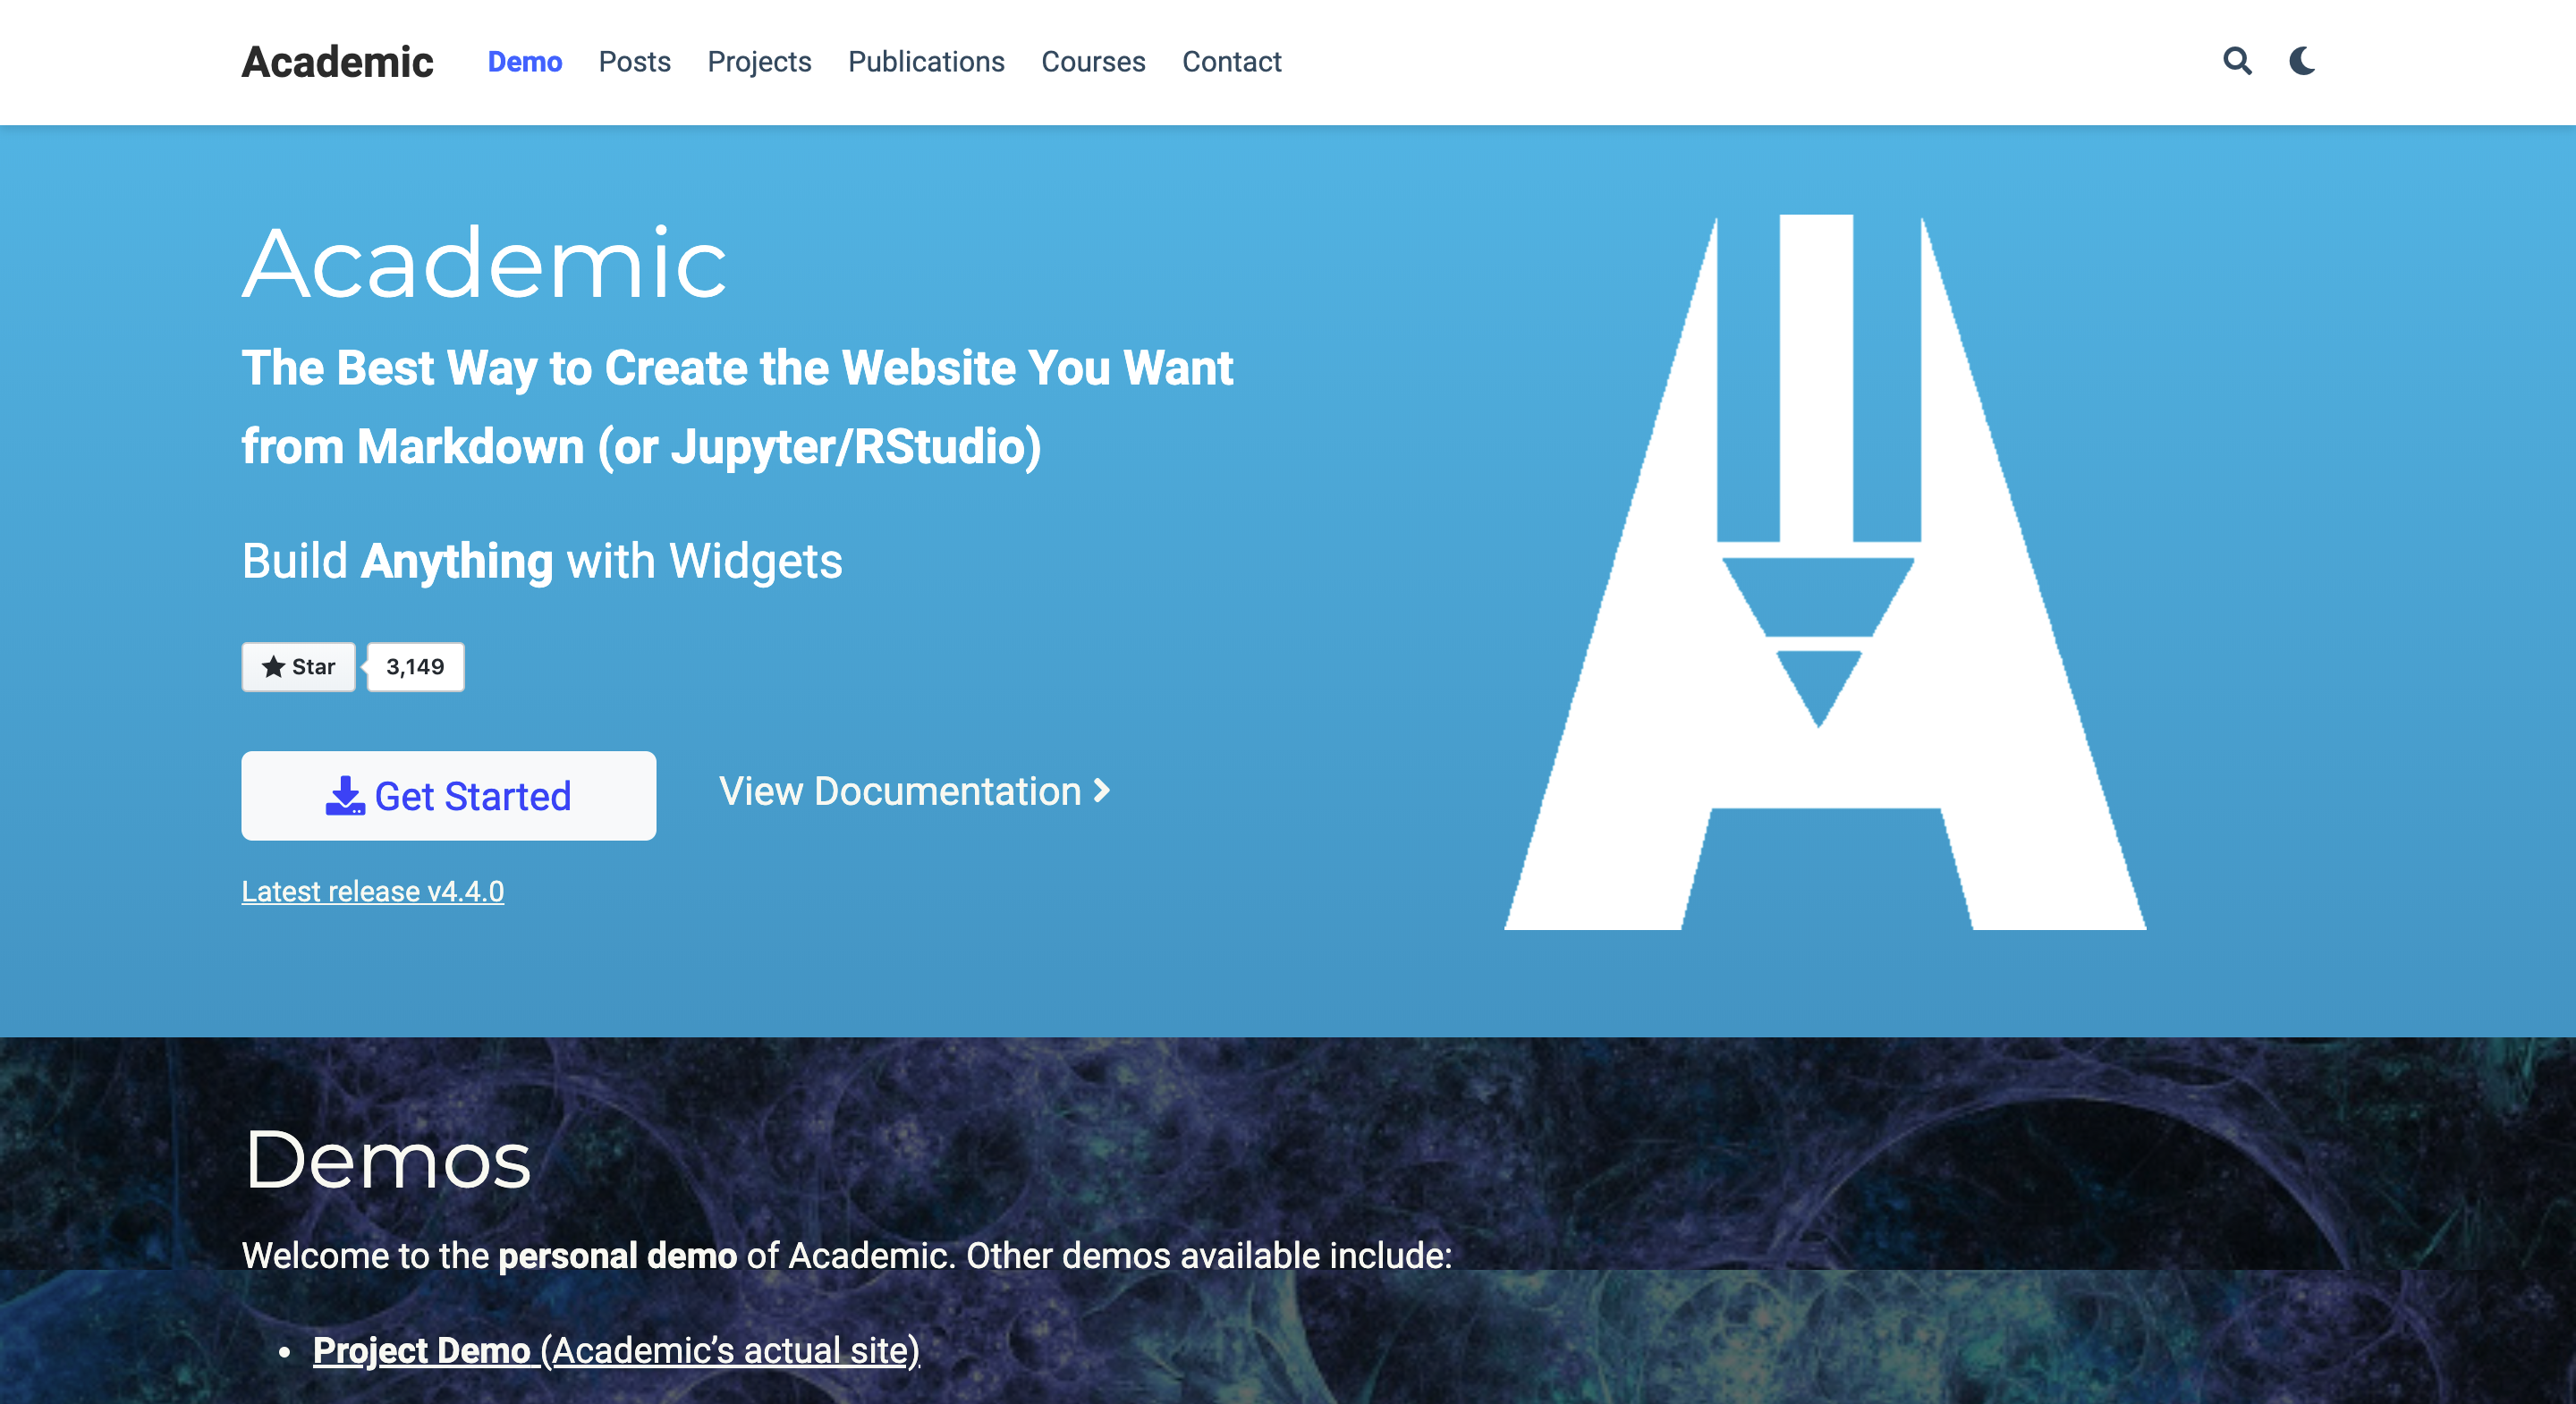 Academic Demo Posts Projects Publications Courses Contact
Academic
The Best Way to Create the Website You Want
from Markdown (or Jupyter/RStudio)
Build Anything with Widgets
Star 3,149
Get Started View Documentation
Latest release v4.4.0
Demos
Welcome to the personal demo of Academic. Other demos available include:
• Project Demo (Academic’s actual site)